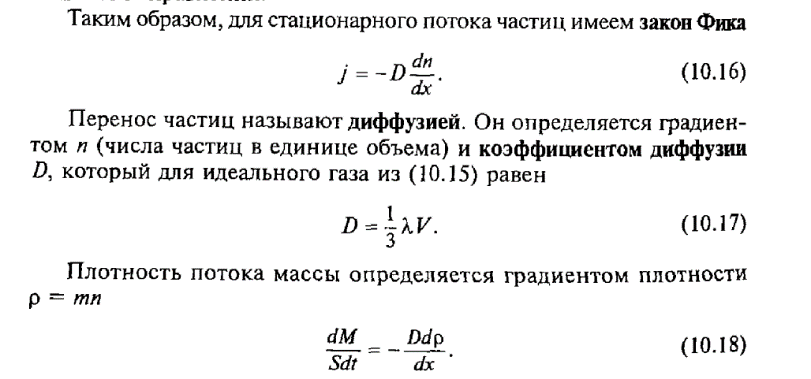 Таким образом, для стационарного потока частиц имеем закон Фика
j = -D dn/dx. (10.16)
Перенос частиц называют диффузией. Он определяется градиен-
том n (числа частиц в единице объема) и коэффициентом диффузии
D, который для идеального газа из (10.15) равен
D = 1/3 λV. (10.17)
Плотность потока массы определяется градиентом плотности
ρ = mn
dM/Sdt = - Ddρ/dx. (10.18)